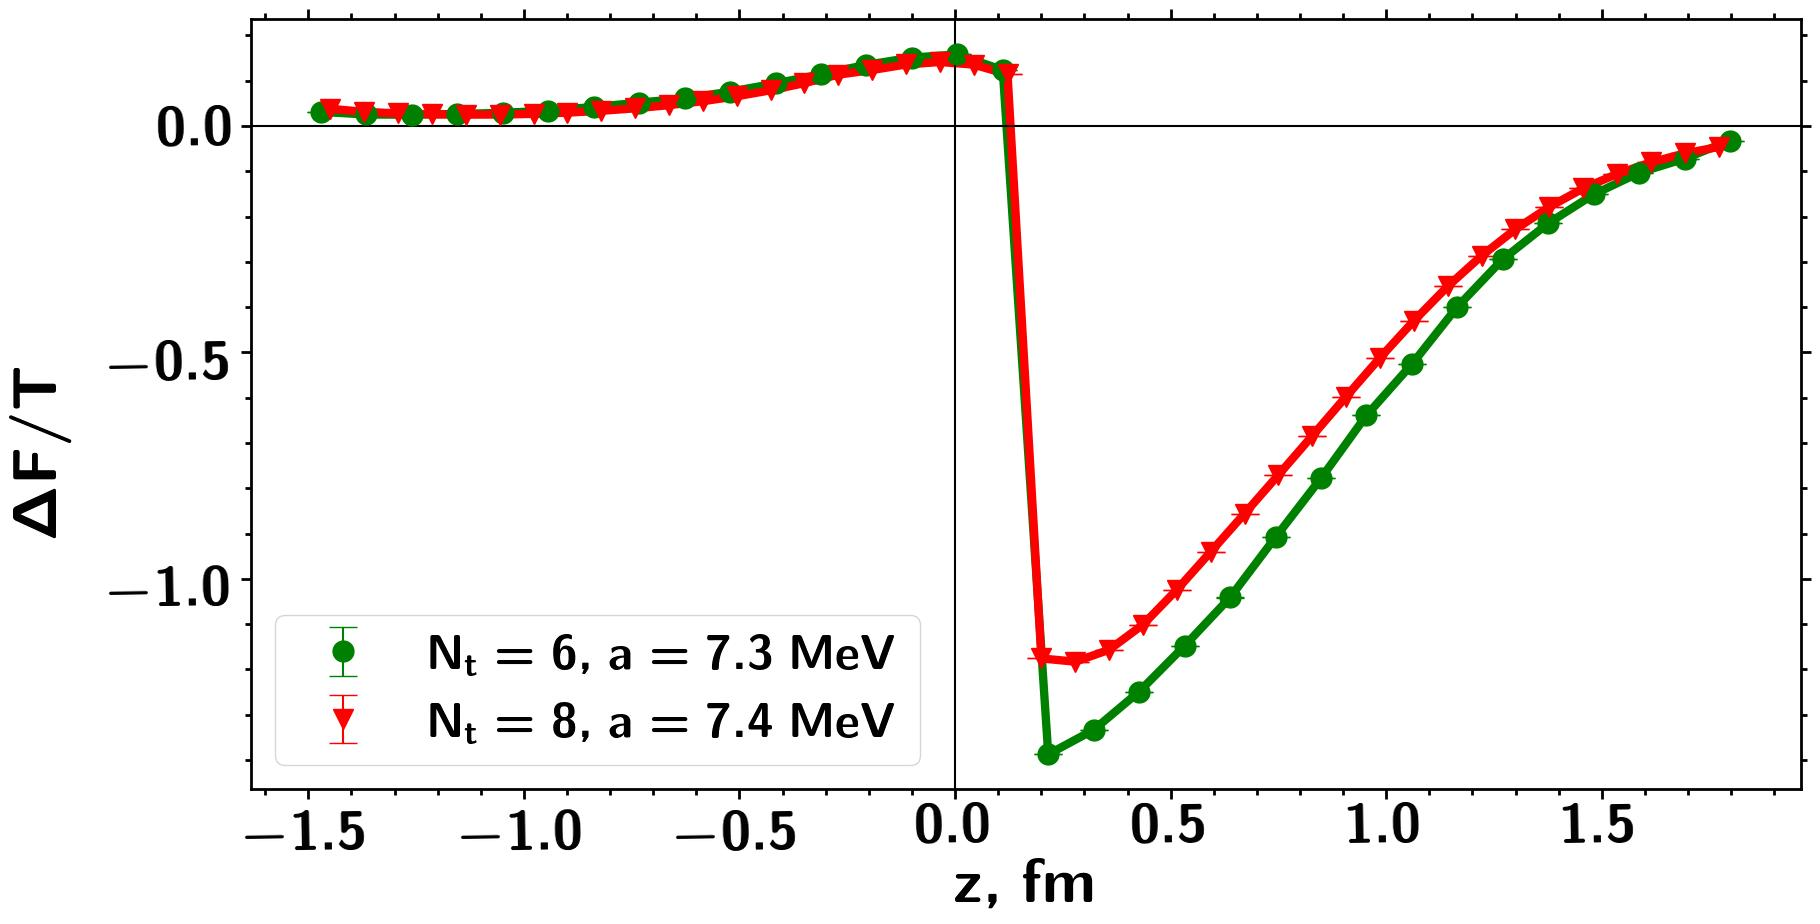 ΔF/T
0.0
−0.5
−1.0
N_t = 6, a = 7.3 MeV
N_t = 8, a = 7.4 MeV
−1.5 −1.0 −0.5 0.0 0.5 1.0 1.5
z, fm